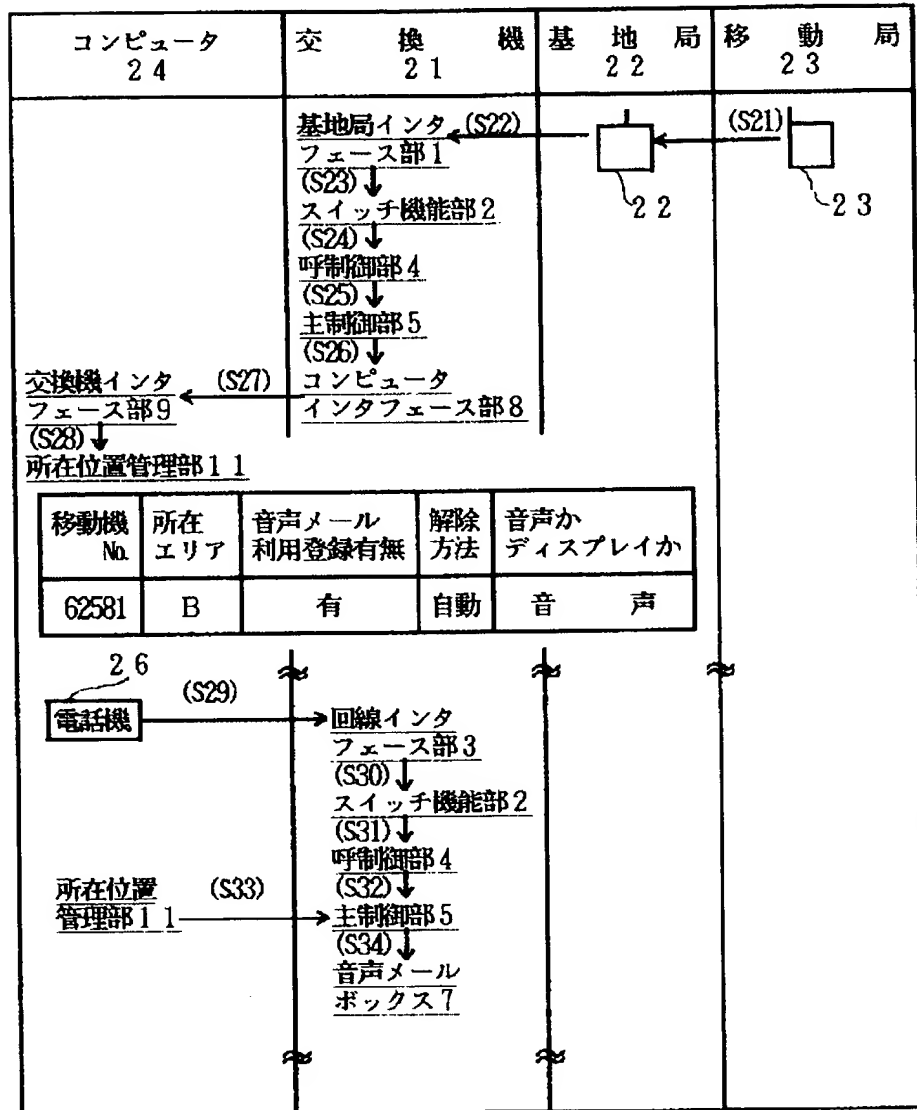 コンピュータ 交換機 基地局 移動局
24 21 22 23
基地局インタ (S22) (S21)
フェース部1
(S23) 22 23
スイッチ機能部2
(S24)
呼制御部4
(S25)
主制御部5
(S26)
交換機インタ (S27) コンピュータ
フェース部9 インタフェース部8
(S28)
所在位置管理部11
移動機 所在 音声メール 解除 音声か
No. エリア 利用登録有無 方法 ディスプレイか
62581 B 有 自動 音声
26
(S29)
電話機 回線インタ
フェース部3
(S30)
スイッチ機能部2
(S31)
呼制御部4
所在位置 (S33) (S32)
管理部11 主制御部5
(S34)
音声メール
ボックス7